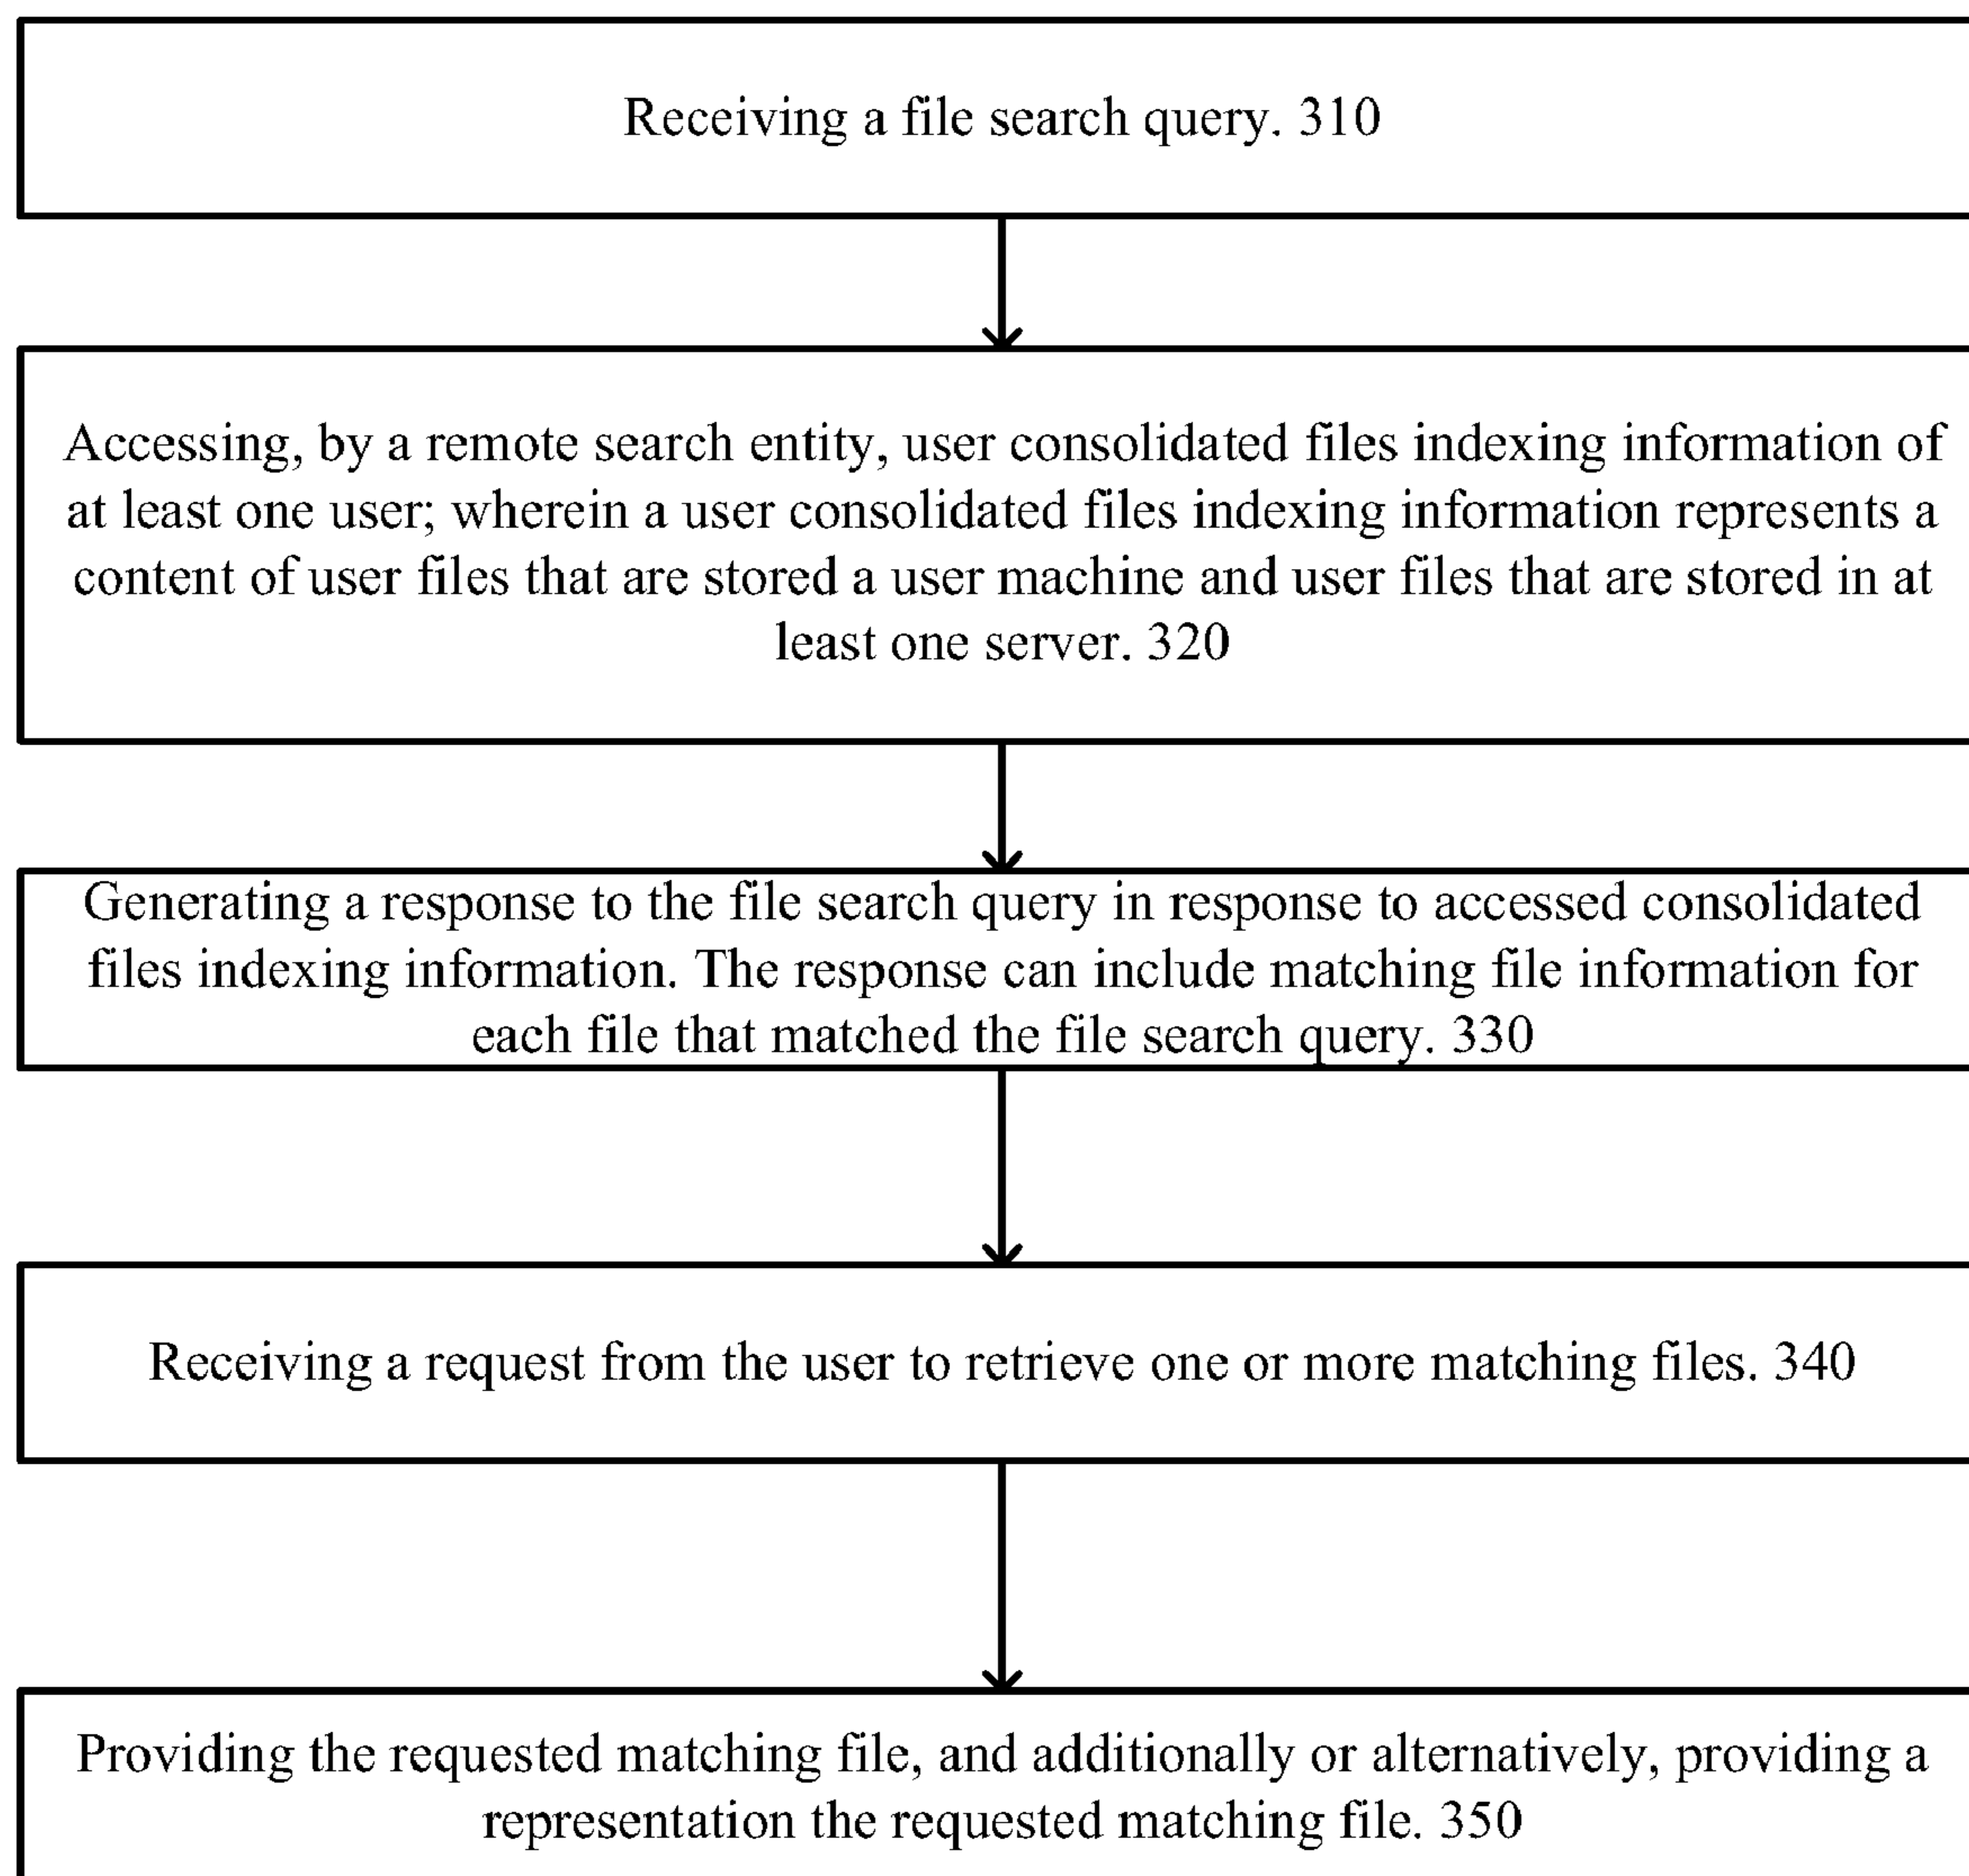 Receiving a file search query. 310
Accessing, by a remote search entity, user consolidated files indexing information of
at least one user; wherein a user consolidated files indexing information represents a
content of user files that are stored a user machine and user files that are stored in at
least one server. 320
Generating a response to the file search query in response to accessed consolidated
files indexing information. The response can include matching file information for
each file that matched the file search query. 330
Receiving a request from the user to retrieve one or more matching files. 340
Providing the requested matching file, and additionally or alternatively, providing a
representation the requested matching file. 350